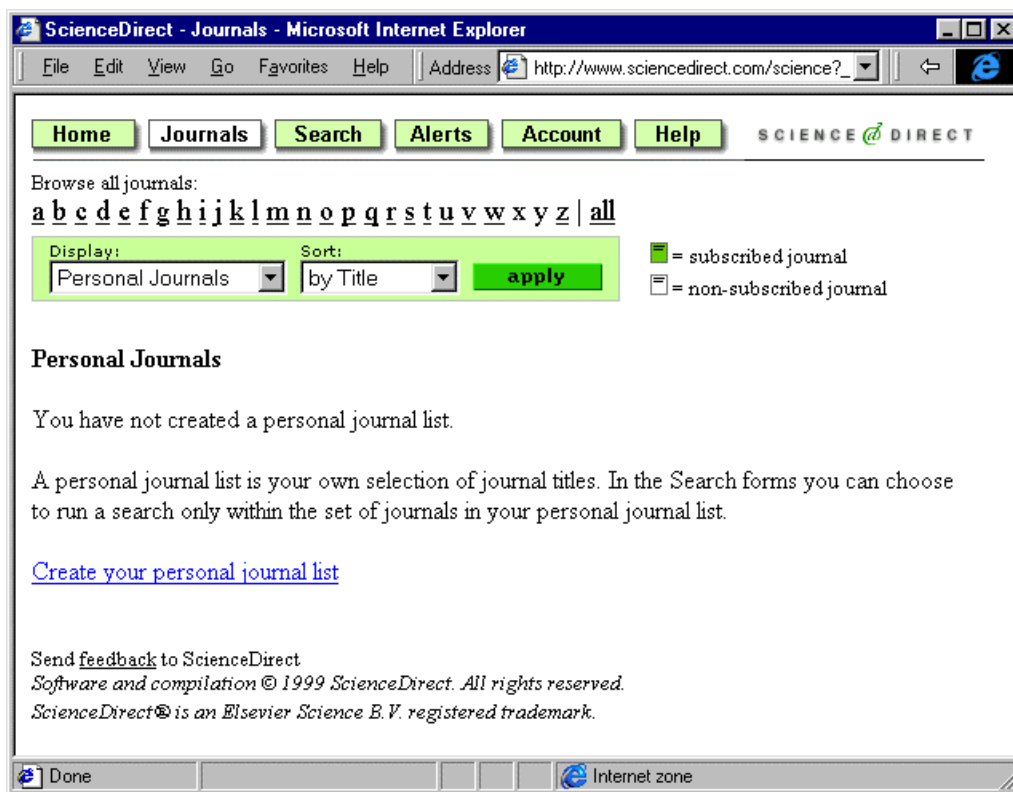 ScienceDirect - Journals - Microsoft Internet Explorer
File Edit View Go Favorites Help Address http://www.sciencedirect.com/science?_
Home Journals Search Alerts Account Help SCIENCE @ DIRECT
Browse all journals:
a b c d e f g h i j k l m n o p q r s t u v w x y z | all
Display: Sort:
Personal Journals by Title apply
= subscribed journal
= non-subscribed journal
Personal Journals
You have not created a personal journal list.
A personal journal list is your own selection of journal titles. In the Search forms you can choose
to run a search only within the set of journals in your personal journal list.
Create your personal journal list
Send feedback to ScienceDirect
Software and compilation © 1999 ScienceDirect. All rights reserved.
ScienceDirect® is an Elsevier Science B.V. registered trademark.
Done Internet zone